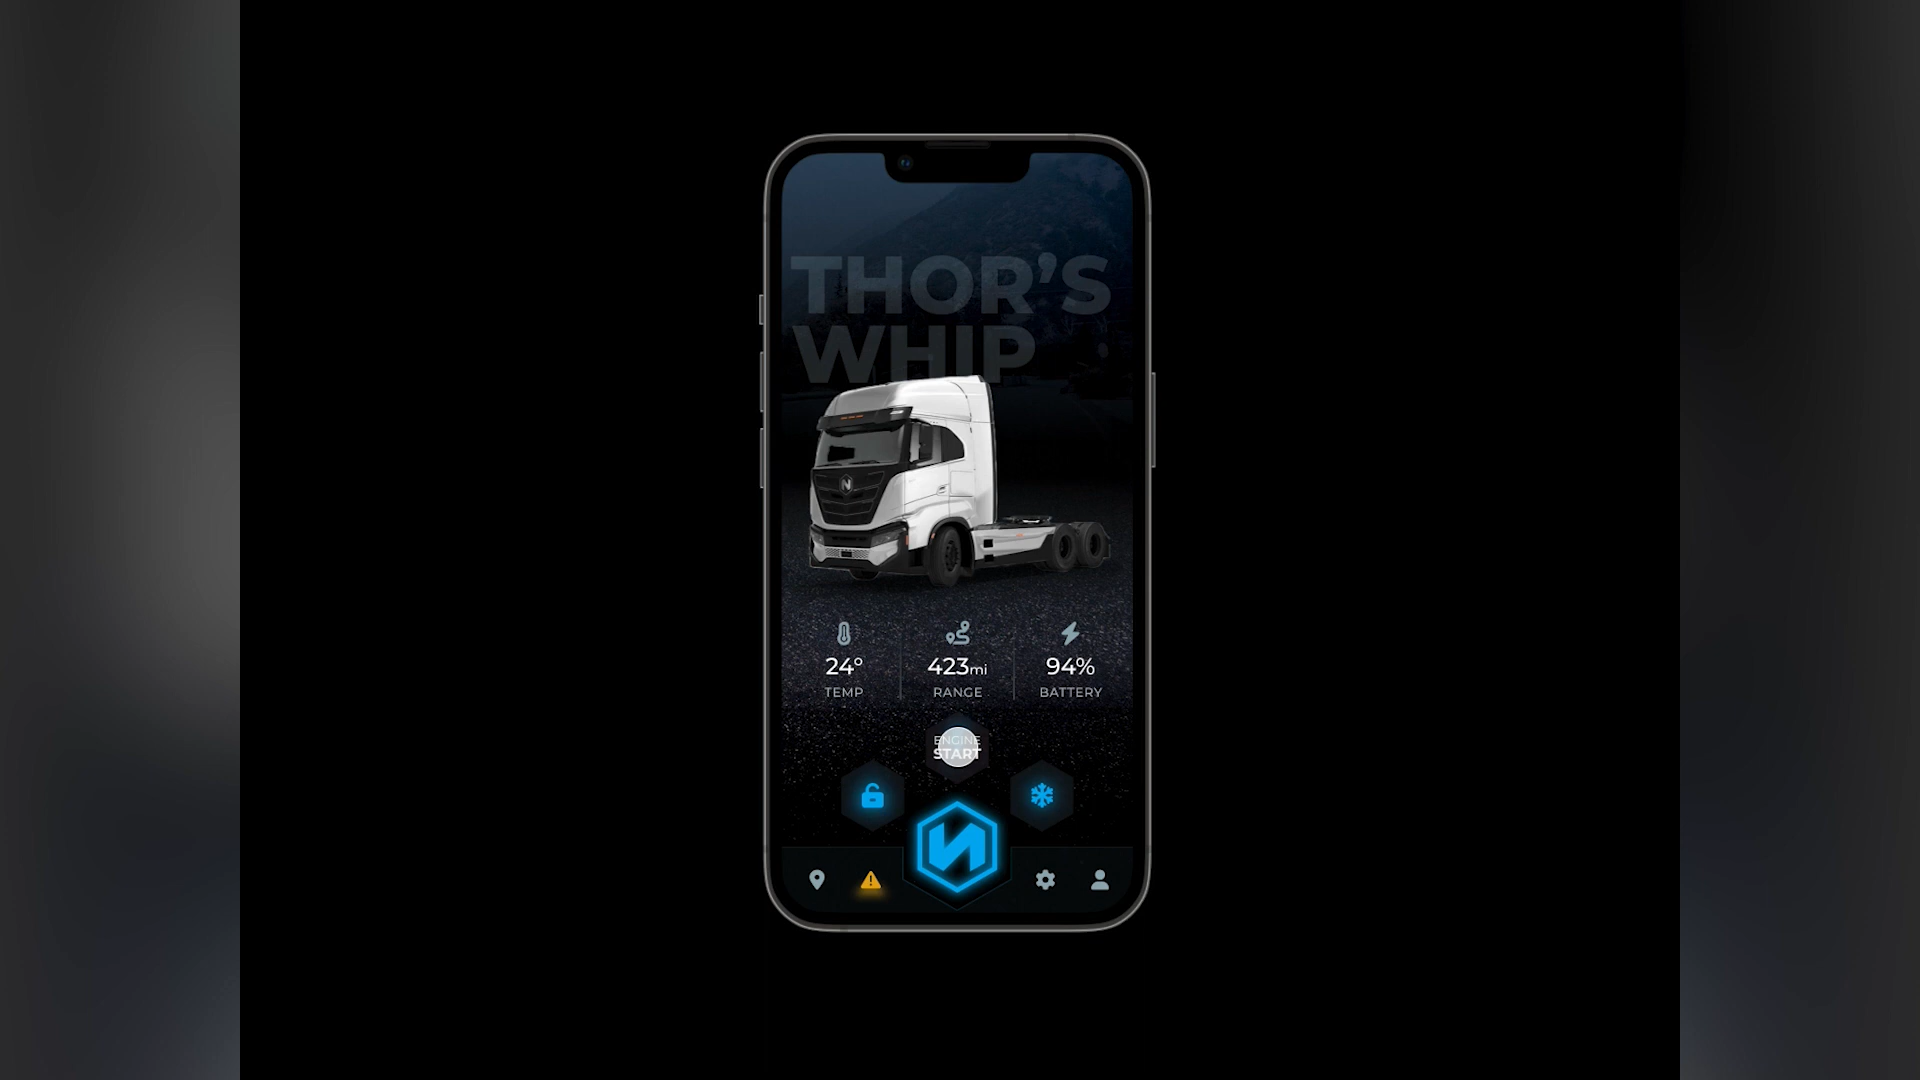 THOR'S
WHIP
24° 423mi 94%
TEMP RANGE BATTERY
ENGINE
START